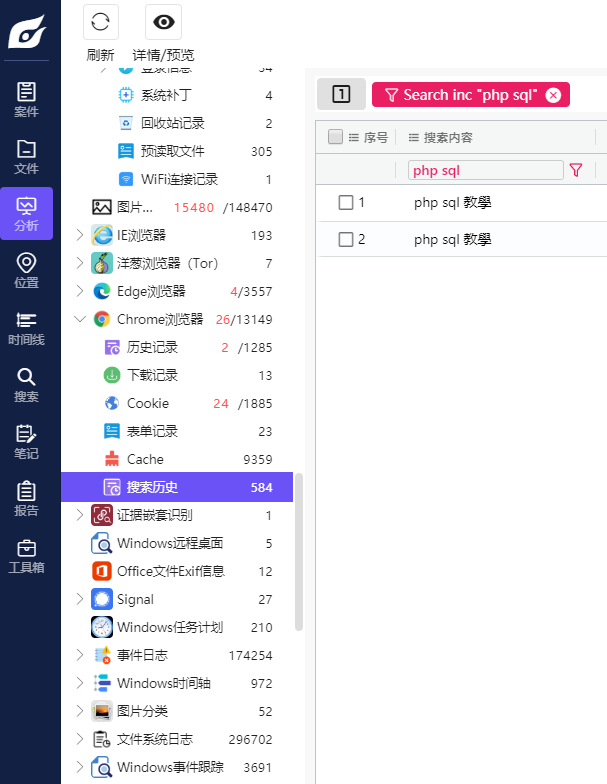 刷新 详情/预览
案件
文件
分析
位置
时间线
搜索
笔记
报告
工具箱
登录信息 34
系统补丁 4
回收站记录 2
预读取文件 305
WiFi连接记录 1
图片... 15480 /148470
IE浏览器 193
洋葱浏览器（Tor） 7
Edge浏览器 4/3557
Chrome浏览器 26/13149
历史记录 2 /1285
下载记录 13
Cookie 24 /1885
表单记录 23
Cache 9359
搜索历史 584
证据嵌套识别 1
Windows远程桌面 5
Office文件Exif信息 12
Signal 27
Windows任务计划 210
事件日志 174254
Windows时间轴 972
图片分类 52
文件系统日志 296702
Windows事件跟踪 3691
1 Search inc "php sql"
序号 搜索内容
php sql
1 php sql 教學
2 php sql 教學